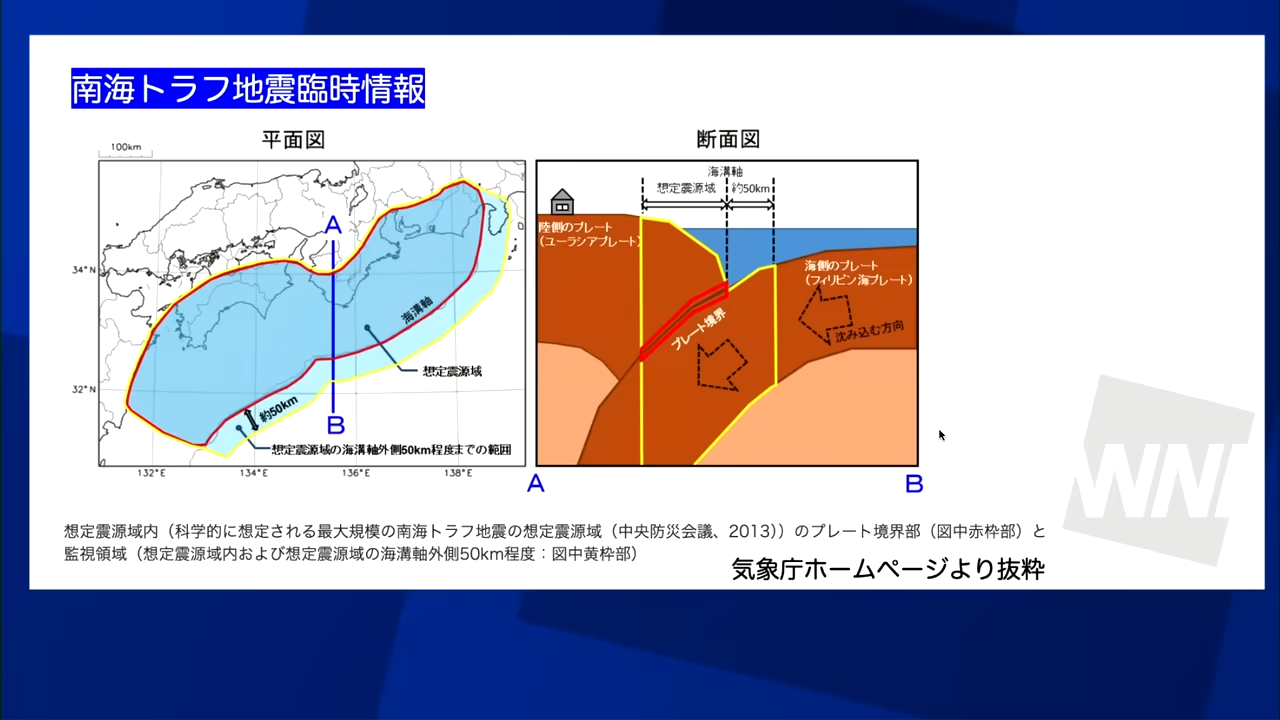 南海トラフ地震臨時情報
平面図
100km
34°N
32°N
132°E
134°E
136°E
138°E
A
海溝軸
想定震源域
約50km
B
想定震源域の海溝軸外側50km程度までの範囲
断面図
海溝軸
想定震源域
約50km
陸側のプレート
(ユーラシアプレート)
海側のプレート
(フィリピン海プレート)
プレート境界
沈み込む方向
A
B
想定震源域内（科学的に想定される最大規模の南海トラフ地震の想定震源域（中央防災会議、2013））のプレート境界部（図中赤枠部）と
監視領域（想定震源域内および想定震源域の海溝軸外側50km程度：図中黄枠部）
気象庁ホームページより抜粋
WN